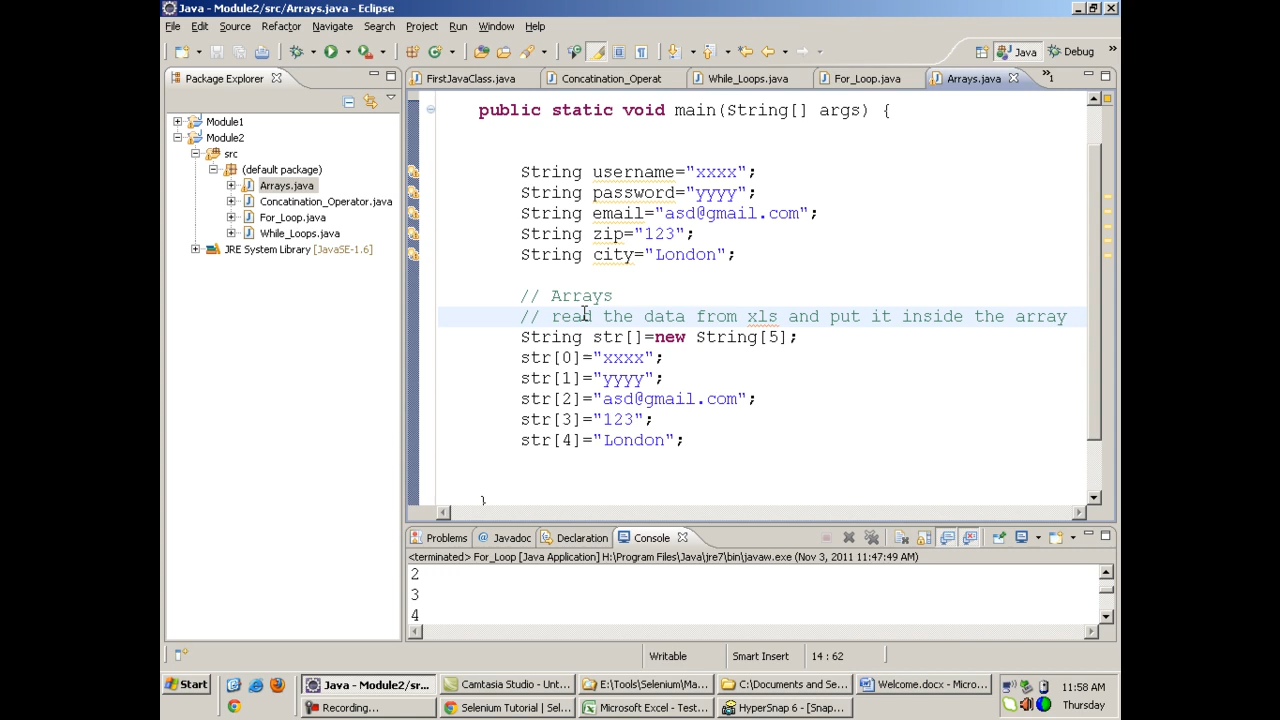 Java - Module2/src/Arrays.java - Eclipse
File Edit Source Refactor Navigate Search Project Run Window Help
Java Debug »
Package Explorer
FirstJavaClass.java Concatination_Operat While_Loops.java For_Loop.java Arrays.java »1
Module1
Module2
src
(default package)
Arrays.java
Concatination_Operator.java
For_Loop.java
While_Loops.java
JRE System Library [JavaSE-1.6]
public static void main(String[] args) {
String username="xxxx";
String password="yyyy";
String email="asd@gmail.com";
String zip="123";
String city="London";
// Arrays
// read the data from xls and put it inside the array
String str[]=new String[5];
str[0]="xxxx";
str[1]="yyyy";
str[2]="asd@gmail.com";
str[3]="123";
str[4]="London";
}
Problems @ Javadoc Declaration Console
<terminated> For_Loop [Java Application] H:\Program Files\Java\jre7\bin\javaw.exe (Nov 3, 2011 11:47:49 AM)
2
3
4
Writable Smart Insert 14 : 62
Start Java - Module2/sr... Camtasia Studio - Unt... E:\Tools\Selenium\Ma... C:\Documents and Se... Welcome.docx - Micro... 11:58 AM
Recording... Selenium Tutorial | Sel... Microsoft Excel - Test... HyperSnap 6 - [Snap... Thursday